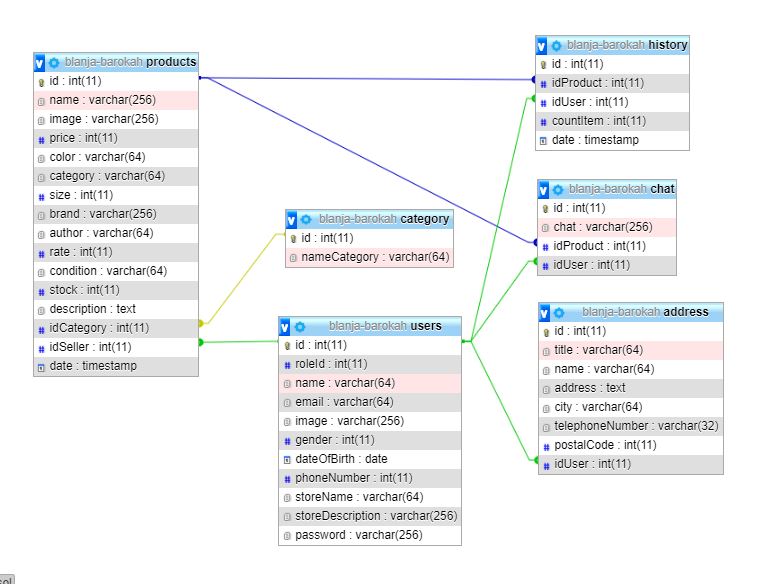 blanja-barokah products
id : int(11)
name : varchar(256)
image : varchar(256)
price : int(11)
color : varchar(64)
category : varchar(64)
size : int(11)
brand : varchar(256)
author : varchar(64)
rate : int(11)
condition : varchar(64)
stock : int(11)
description : text
idCategory : int(11)
idSeller : int(11)
date : timestamp
blanja-barokah category
id : int(11)
nameCategory : varchar(64)
blanja-barokah users
id : int(11)
roleId : int(11)
name : varchar(64)
email : varchar(64)
image : varchar(256)
gender : int(11)
dateOfBirth : date
phoneNumber : int(11)
storeName : varchar(64)
storeDescription : varchar(256)
password : varchar(256)
blanja-barokah history
id : int(11)
idProduct : int(11)
idUser : int(11)
countItem : int(11)
date : timestamp
blanja-barokah chat
id : int(11)
chat : varchar(256)
idProduct : int(11)
idUser : int(11)
blanja-barokah address
id : int(11)
title : varchar(64)
name : varchar(64)
address : text
city : varchar(64)
telephoneNumber : varchar(32)
postalCode : int(11)
idUser : int(11)